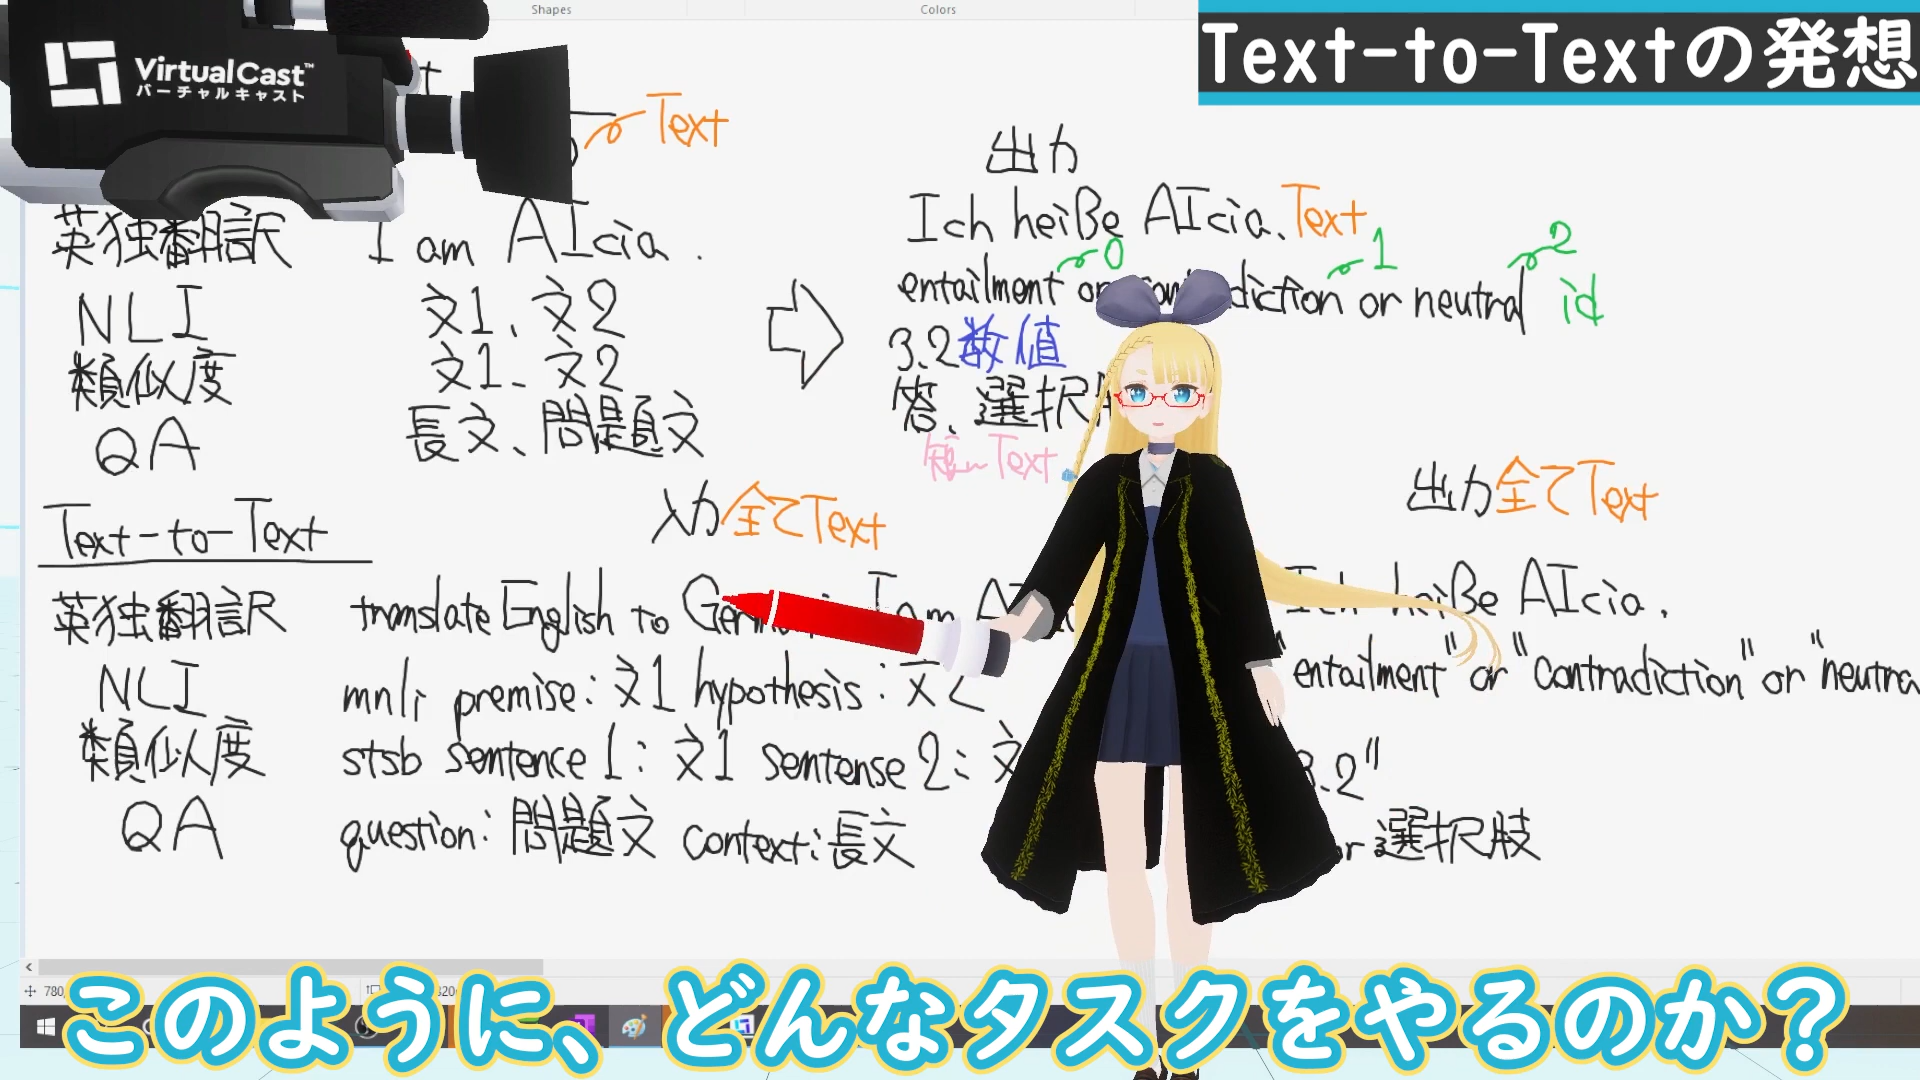 Shapes
Colors
VirtualCast™
バーチャルキャスト
Text-to-Textの発想
Text
出力
英独翻訳 I am AIcia. Ich heiße AIcia. Text
0 1 2
NLI 文1、文2 entailment or diction or neutral id
類似度 文1、文2 3.2 数値
QA 長文、問題文 答、選択
短 Text
Text-to-Text 入力 全てText 出力 全てText
英独翻訳 translate English to I am Ich heiße AIcia.
NLI mnli premise: 文1 hypothesis: 文2 "entailment" or "contradiction" or "neutra
類似度 stsb sentence 1: 文1 sentense 2: 文 3.2"
QA question: 問題文 context: 長文 or 選択肢
780,
このように、どんなタスクをやるのか？